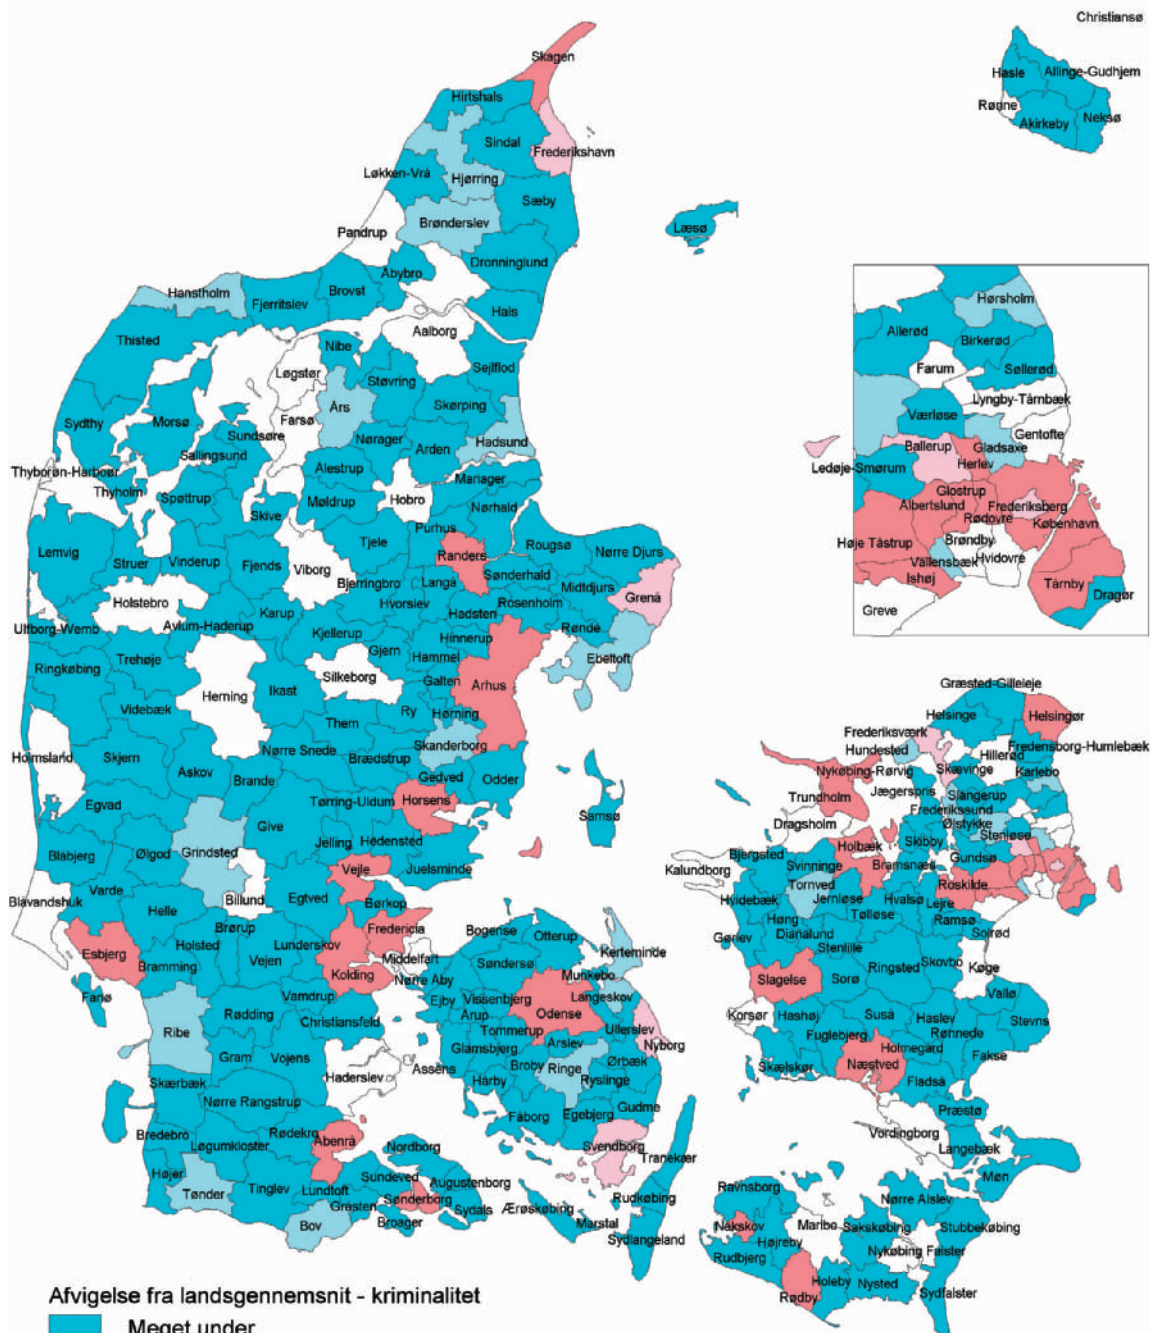 Christiansø
Skagen
Hasle
Allinge-Gudhjem
Hirtshals
Rønne
Åkirkeby
Neksø
Sindal
Frederikshavn
Løkken-Vrå
Hjørring
Sæby
Brønderslev
Læsø
Pandrup
Dronninglund
Åbybro
Hanstholm
Brovst
Fjerritslev
Hals
Hørsholm
Aalborg
Allerød
Birkerød
Thisted
Nibe
Sejlflod
Farum
Søllerød
Løgstør
Støvring
Lyngby-Tårnbæk
Års
Skørping
Værløse
Sydthy
Morsø
Farsø
Sundsøre
Nørager
Arden
Hadsund
Gentofte
Ballerup
Gladsaxe
Sallingsund
Thyborøn-Harboør
Ålestrup
Mariager
Ledøje-Smørum
Herlev
Thyholm
Spøttrup
Møldrup
Hobro
Nørhald
Glostrup
Albertslund
Frederiksberg
Skive
Purhus
Rødovre
København
Lemvig
Tjele
Randers
Rougsø
Nørre Djurs
Høje Tåstrup
Brøndby
Hvidovre
Struer
Vinderup
Fjends
Viborg
Bjerringbro
Langå
Sønderhald
Midtdjurs
Vallensbæk
Ishøj
Tårnby
Dragør
Holstebro
Hvorslev
Rosenholm
Grenå
Greve
Karup
Hadsten
Ulfborg-Wemb
Avlum-Haderup
Kjellerup
Hinnerup
Rønde
Gjern
Hammel
Ebeltoft
Ringkøbing
Trehøje
Silkeborg
Galten
Århus
Græsted-Gilleleje
Herning
Ikast
Videbæk
Them
Ry
Hørning
Helsinge
Helsingør
Skanderborg
Frederiksværk
Hundested
Hillerød
Fredensborg-Humlebæk
Holmsland
Skjern
Nørre Snede
Brædstrup
Askov
Brande
Gedved
Odder
Nykøbing-Rørvig
Skævinge
Karlebo
Trundholm
Jægerspris
Slangerup
Egvad
Tørring-Uldum
Horsens
Samsø
Frederikssund
Give
Dragsholm
Ølstykke
Stenløse
Blåbjerg
Ølgod
Grindsted
Jelling
Hedensted
Holbæk
Skibby
Bjergsted
Svinninge
Bramsnæs
Gundsø
Vejle
Juelsminde
Kalundborg
Tornved
Roskilde
Varde
Billund
Egtved
Børkop
Hvidebæk
Jernløse
Hvalsø
Lejre
Blåvandshuk
Helle
Tølløse
Ramsø
Brørup
Fredericia
Bogense
Otterup
Høng
Dianalund
Solrød
Esbjerg
Holsted
Lunderskov
Kerteminde
Gørlev
Stenlille
Bramming
Vejen
Middelfart
Søndersø
Munkebo
Skovbo
Køge
Kolding
Nørre Aby
Slagelse
Sorø
Ringsted
Fanø
Vamdrup
Ejby
Vissenbjerg
Langeskov
Vallø
Rødding
Christiansfeld
Årup
Odense
Korsør
Hashøj
Suså
Haslev
Stevns
Ribe
Tommerup
Ullerslev
Fuglebjerg
Rønnede
Årslev
Nyborg
Gram
Vojens
Glamsbjerg
Ørbæk
Holmegård
Fakse
Haderslev
Assens
Broby
Ringe
Ryslinge
Skælskør
Næstved
Skærbæk
Hårby
Fladså
Nørre Rangstrup
Fåborg
Egebjerg
Gudme
Præstø
Bredebro
Rødekro
Åbenrå
Nordborg
Svendborg
Vordingborg
Løgumkloster
Tranekær
Langebæk
Højer
Sundeved
Augustenborg
Møn
Tønder
Tinglev
Lundtoft
Sønderborg
Rudkøbing
Ravnsborg
Nørre Alslev
Gråsten
Sydals
Ærøskøbing
Bov
Broager
Marstal
Nakskov
Maribo
Sakskøbing
Stubbekøbing
Sydlangeland
Højreby
Nykøbing Falster
Rudbjerg
Holeby
Nysted
Rødby
Sydfalster
Afvigelse fra landsgennemsnit - kriminalitet
Meget under